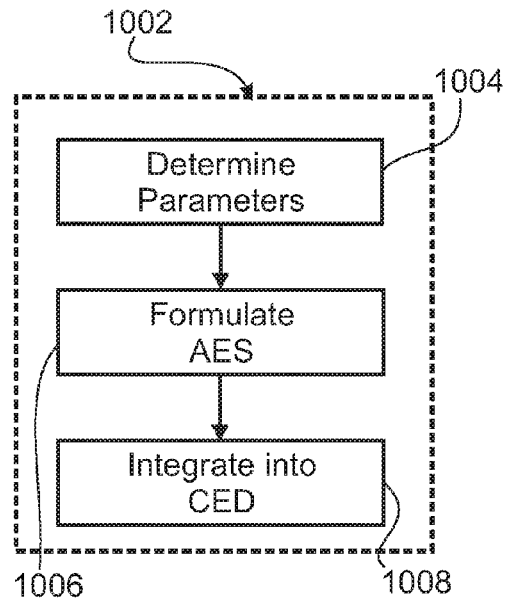 1002
1004
Determine
Parameters
Formulate
AES
Integrate into
CED
1006
1008